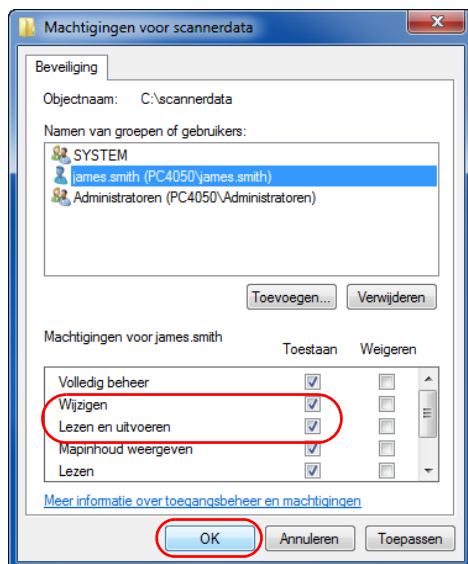 Machtigingen voor scannerdata
Beveiliging
Objectnaam: C:\scannerdata
Namen van groepen of gebruikers:
SYSTEM
james.smith (PC4050\james.smith)
Administratoren (PC4050\Administratoren)
Toevoegen... Verwijderen
Machtigingen voor james.smith Toestaan Weigeren
Volledig beheer
Wijzigen
Lezen en uitvoeren
Mapinhoud weergeven
Lezen
Meer informatie over toegangsbeheer en machtigingen
OK Annuleren Toepassen